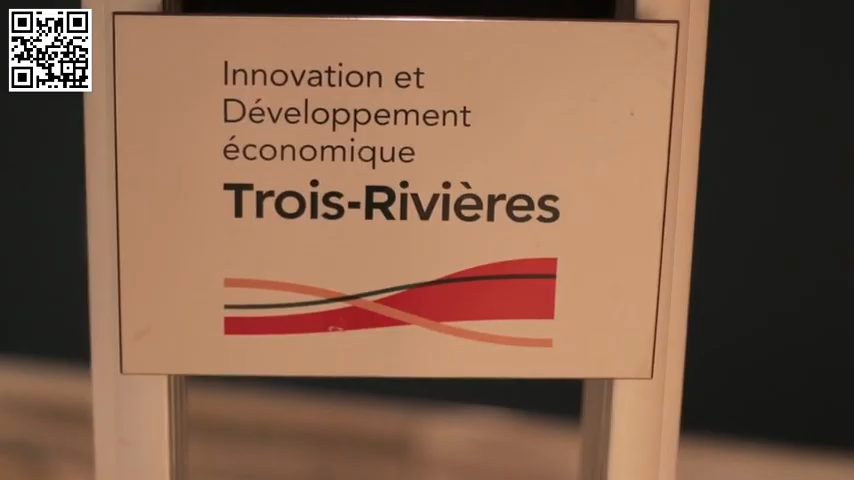 Innovation et
Développement
économique
Trois-Rivières